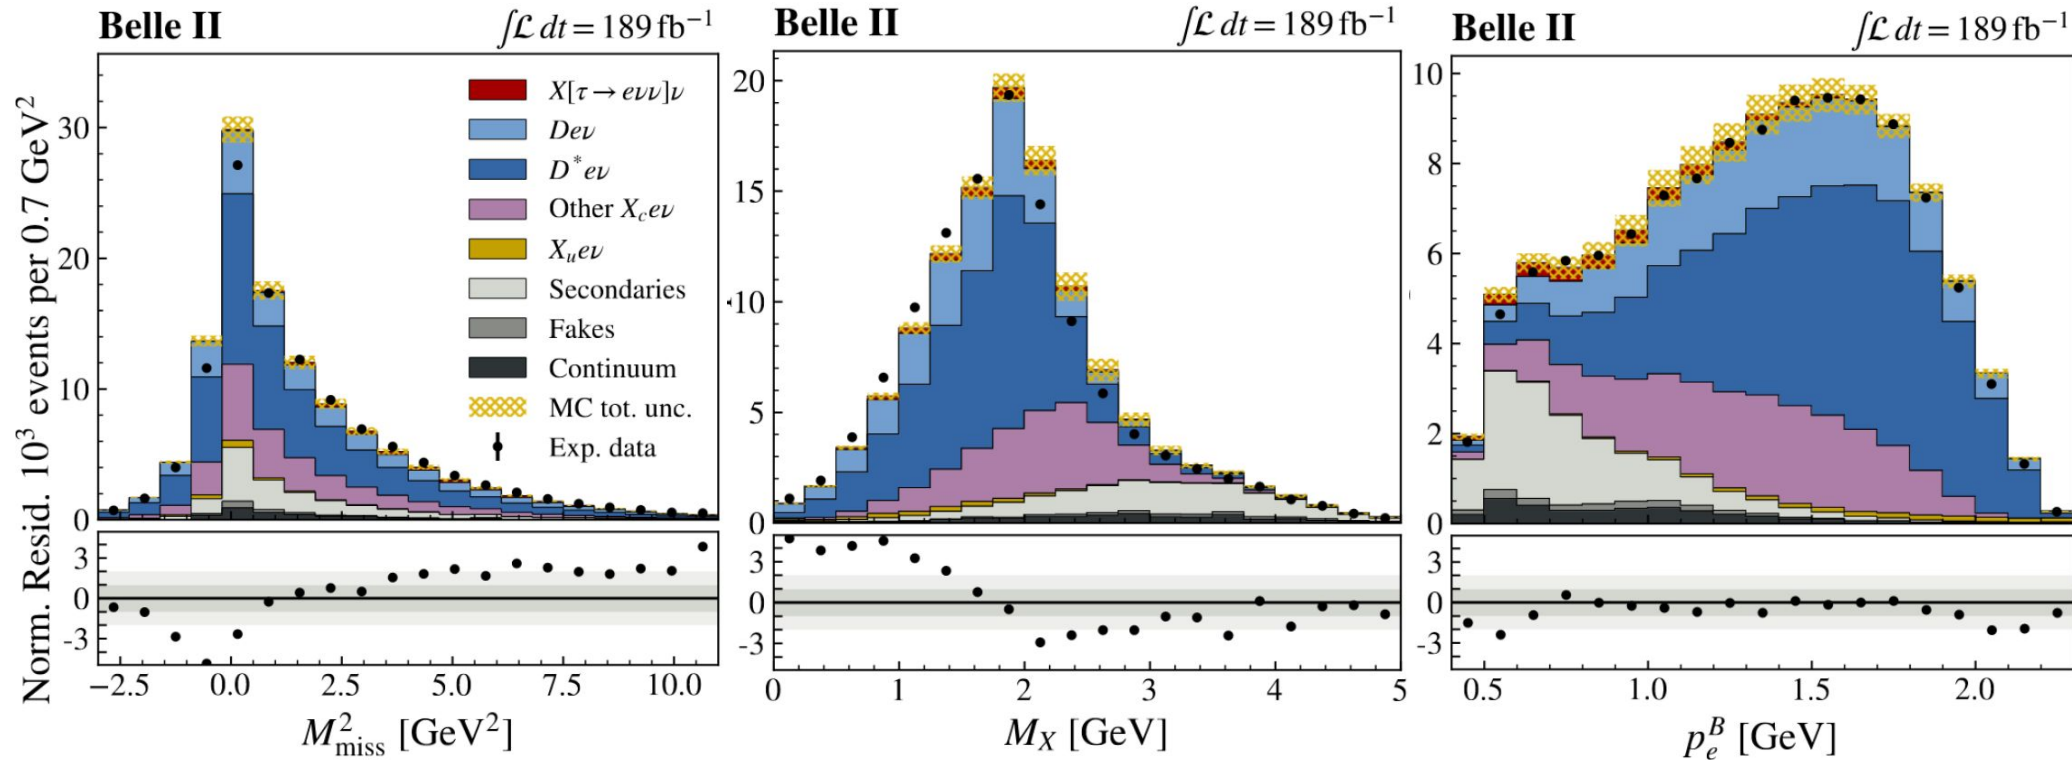 Belle II
∫ℒ dt = 189 fb⁻¹
Norm. Resid. 10³ events per 0.7 GeV²
30
20
10
0
X[τ → eνν]ν
Deν
D*eν
Other X_c eν
X_u eν
Secondaries
Fakes
Continuum
MC tot. unc.
Exp. data
3
0
-3
−2.5 0.0 2.5 5.0 7.5 10.0
M²_miss [GeV²]
Belle II
∫ℒ dt = 189 fb⁻¹
20
15
10
5
0
3
0
-3
0 1 2 3 4 5
M_X [GeV]
Belle II
∫ℒ dt = 189 fb⁻¹
10
8
6
4
2
0
3
0
-3
0.5 1.0 1.5 2.0
p_e^B [GeV]